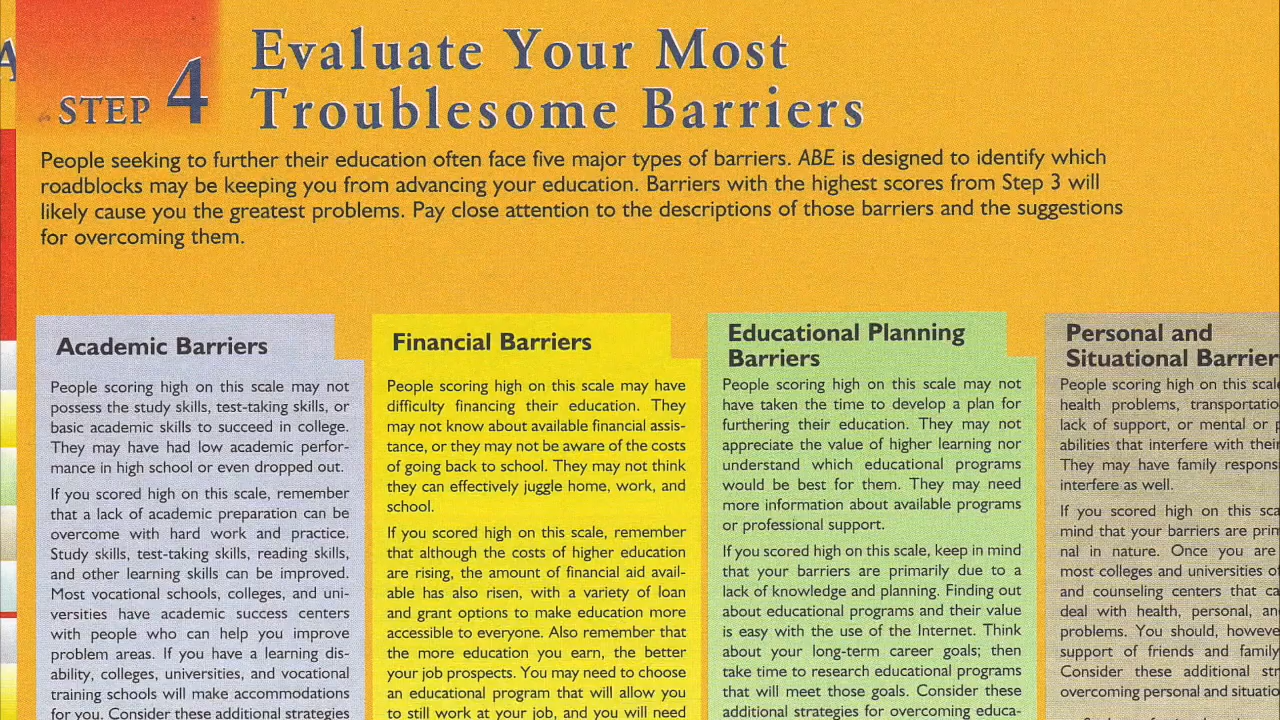 A
STEP 4
Evaluate Your Most
Troublesome Barriers
People seeking to further their education often face five major types of barriers. ABE is designed to identify which
roadblocks may be keeping you from advancing your education. Barriers with the highest scores from Step 3 will
likely cause you the greatest problems. Pay close attention to the descriptions of those barriers and the suggestions
for overcoming them.
Academic Barriers
People scoring high on this scale may not
possess the study skills, test-taking skills, or
basic academic skills to succeed in college.
They may have had low academic perfor-
mance in high school or even dropped out.
If you scored high on this scale, remember
that a lack of academic preparation can be
overcome with hard work and practice.
Study skills, test-taking skills, reading skills,
and other learning skills can be improved.
Most vocational schools, colleges, and uni-
versities have academic success centers
with people who can help you improve
problem areas. If you have a learning dis-
ability, colleges, universities, and vocational
training schools will make accommodations
for you. Consider these additional strategies
Financial Barriers
People scoring high on this scale may have
difficulty financing their education. They
may not know about available financial assis-
tance, or they may not be aware of the costs
of going back to school. They may not think
they can effectively juggle home, work, and
school.
If you scored high on this scale, remember
that although the costs of higher education
are rising, the amount of financial aid avail-
able has also risen, with a variety of loan
and grant options to make education more
accessible to everyone. Also remember that
the more education you earn, the better
your job prospects. You may need to choose
an educational program that will allow you
to still work at your job, and you will need
Educational Planning
Barriers
People scoring high on this scale may not
have taken the time to develop a plan for
furthering their education. They may not
appreciate the value of higher learning nor
understand which educational programs
would be best for them. They may need
more information about available programs
or professional support.
If you scored high on this scale, keep in mind
that your barriers are primarily due to a
lack of knowledge and planning. Finding out
about educational programs and their value
is easy with the use of the Internet. Think
about your long-term career goals; then
take time to research educational programs
that will meet those goals. Consider these
additional strategies for overcoming educa-
Personal and
Situational Barrier
People scoring high on this scal
health problems, transportatio
lack of support, or mental or p
abilities that interfere with thei
They may have family respons
interfere as well.
If you scored high on this sca
mind that your barriers are prin
nal in nature. Once you are
most colleges and universities of
and counseling centers that ca
deal with health, personal, an
problems. You should, howeve
support of friends and family
Consider these additional str
overcoming personal and situatio